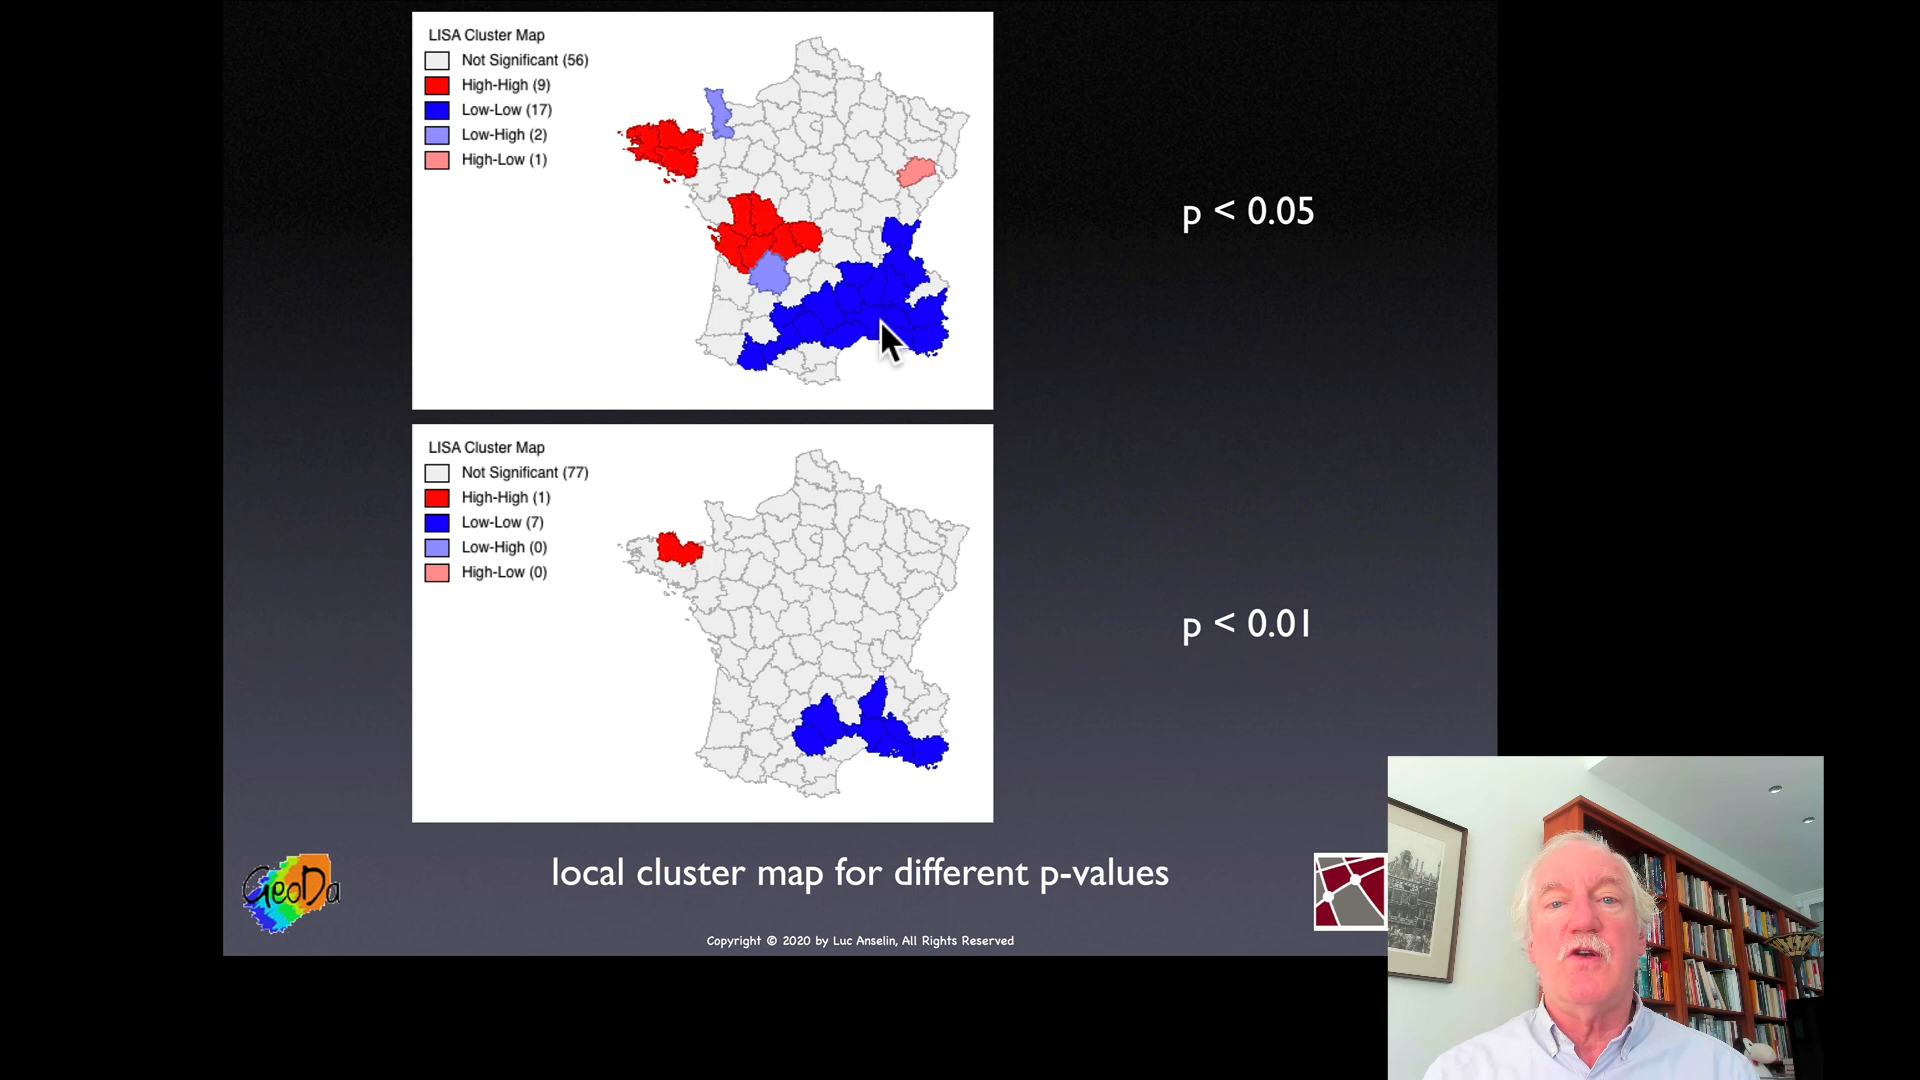 LISA Cluster Map
Not Significant (56)
High-High (9)
Low-Low (17)
Low-High (2)
High-Low (1)
p < 0.05
LISA Cluster Map
Not Significant (77)
High-High (1)
Low-Low (7)
Low-High (0)
High-Low (0)
p < 0.01
local cluster map for different p-values
GeoDa
Copyright © 2020 by Luc Anselin, All Rights Reserved